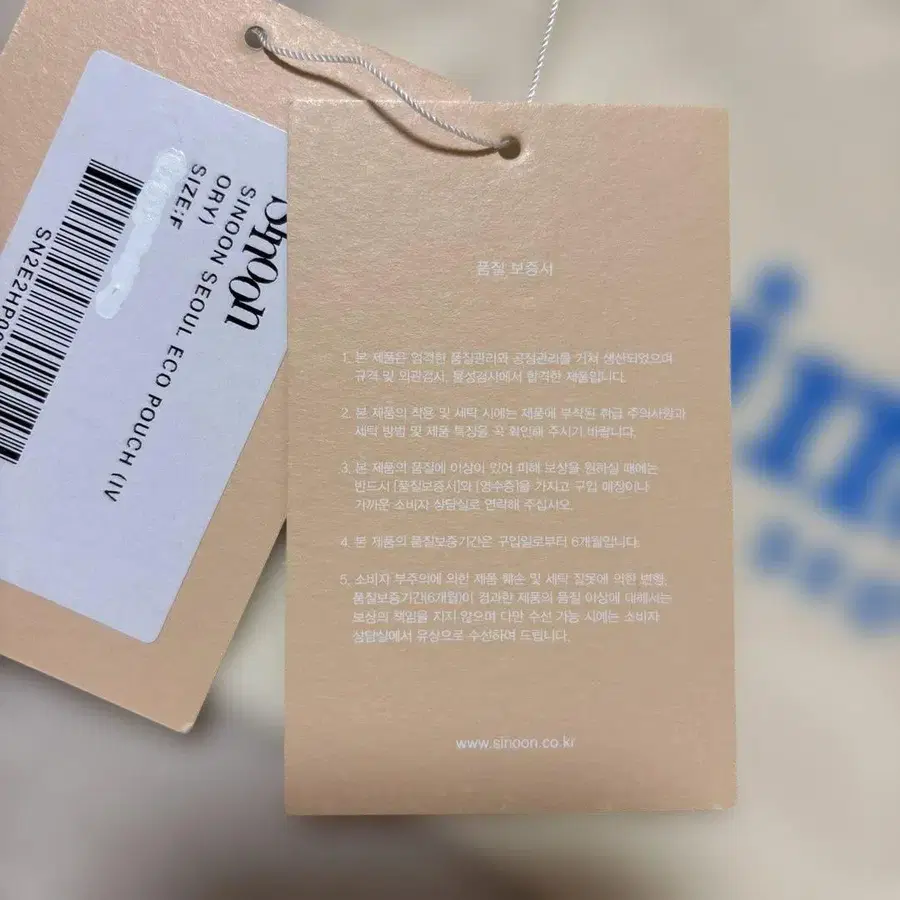 sinoon
SINOON SEOUL ECO POUCH (IV
ORY)
SIZE:F
SN2E2HP0
품질 보증서
1. 본 제품은 엄격한 품질관리와 공정관리를 거쳐 생산되었으며
규격 및 외관검사, 물성검사에서 합격한 제품입니다.
2. 본 제품의 착용 및 세탁 시에는 제품에 부착된 취급 주의사항과
세탁 방법 및 제품 특징을 꼭 확인해 주시기 바랍니다.
3. 본 제품의 품질에 이상이 있어 피해 보상을 원하실 때에는
반드시 [품질보증서]와 [영수증]을 가지고 구입 매장이나
가까운 소비자 상담실로 연락해 주십시오.
4. 본 제품의 품질보증기간은 구입일로부터 6개월입니다.
5. 소비자 부주의에 의한 제품 훼손 및 세탁 잘못에 의한 변형,
품질보증기간(6개월)이 경과한 제품의 품질 이상에 대해서는
보상의 책임을 지지 않으며 다만 수선 가능 시에는 소비자
상담실에서 유상으로 수선하여 드립니다.
www.sinoon.co.kr